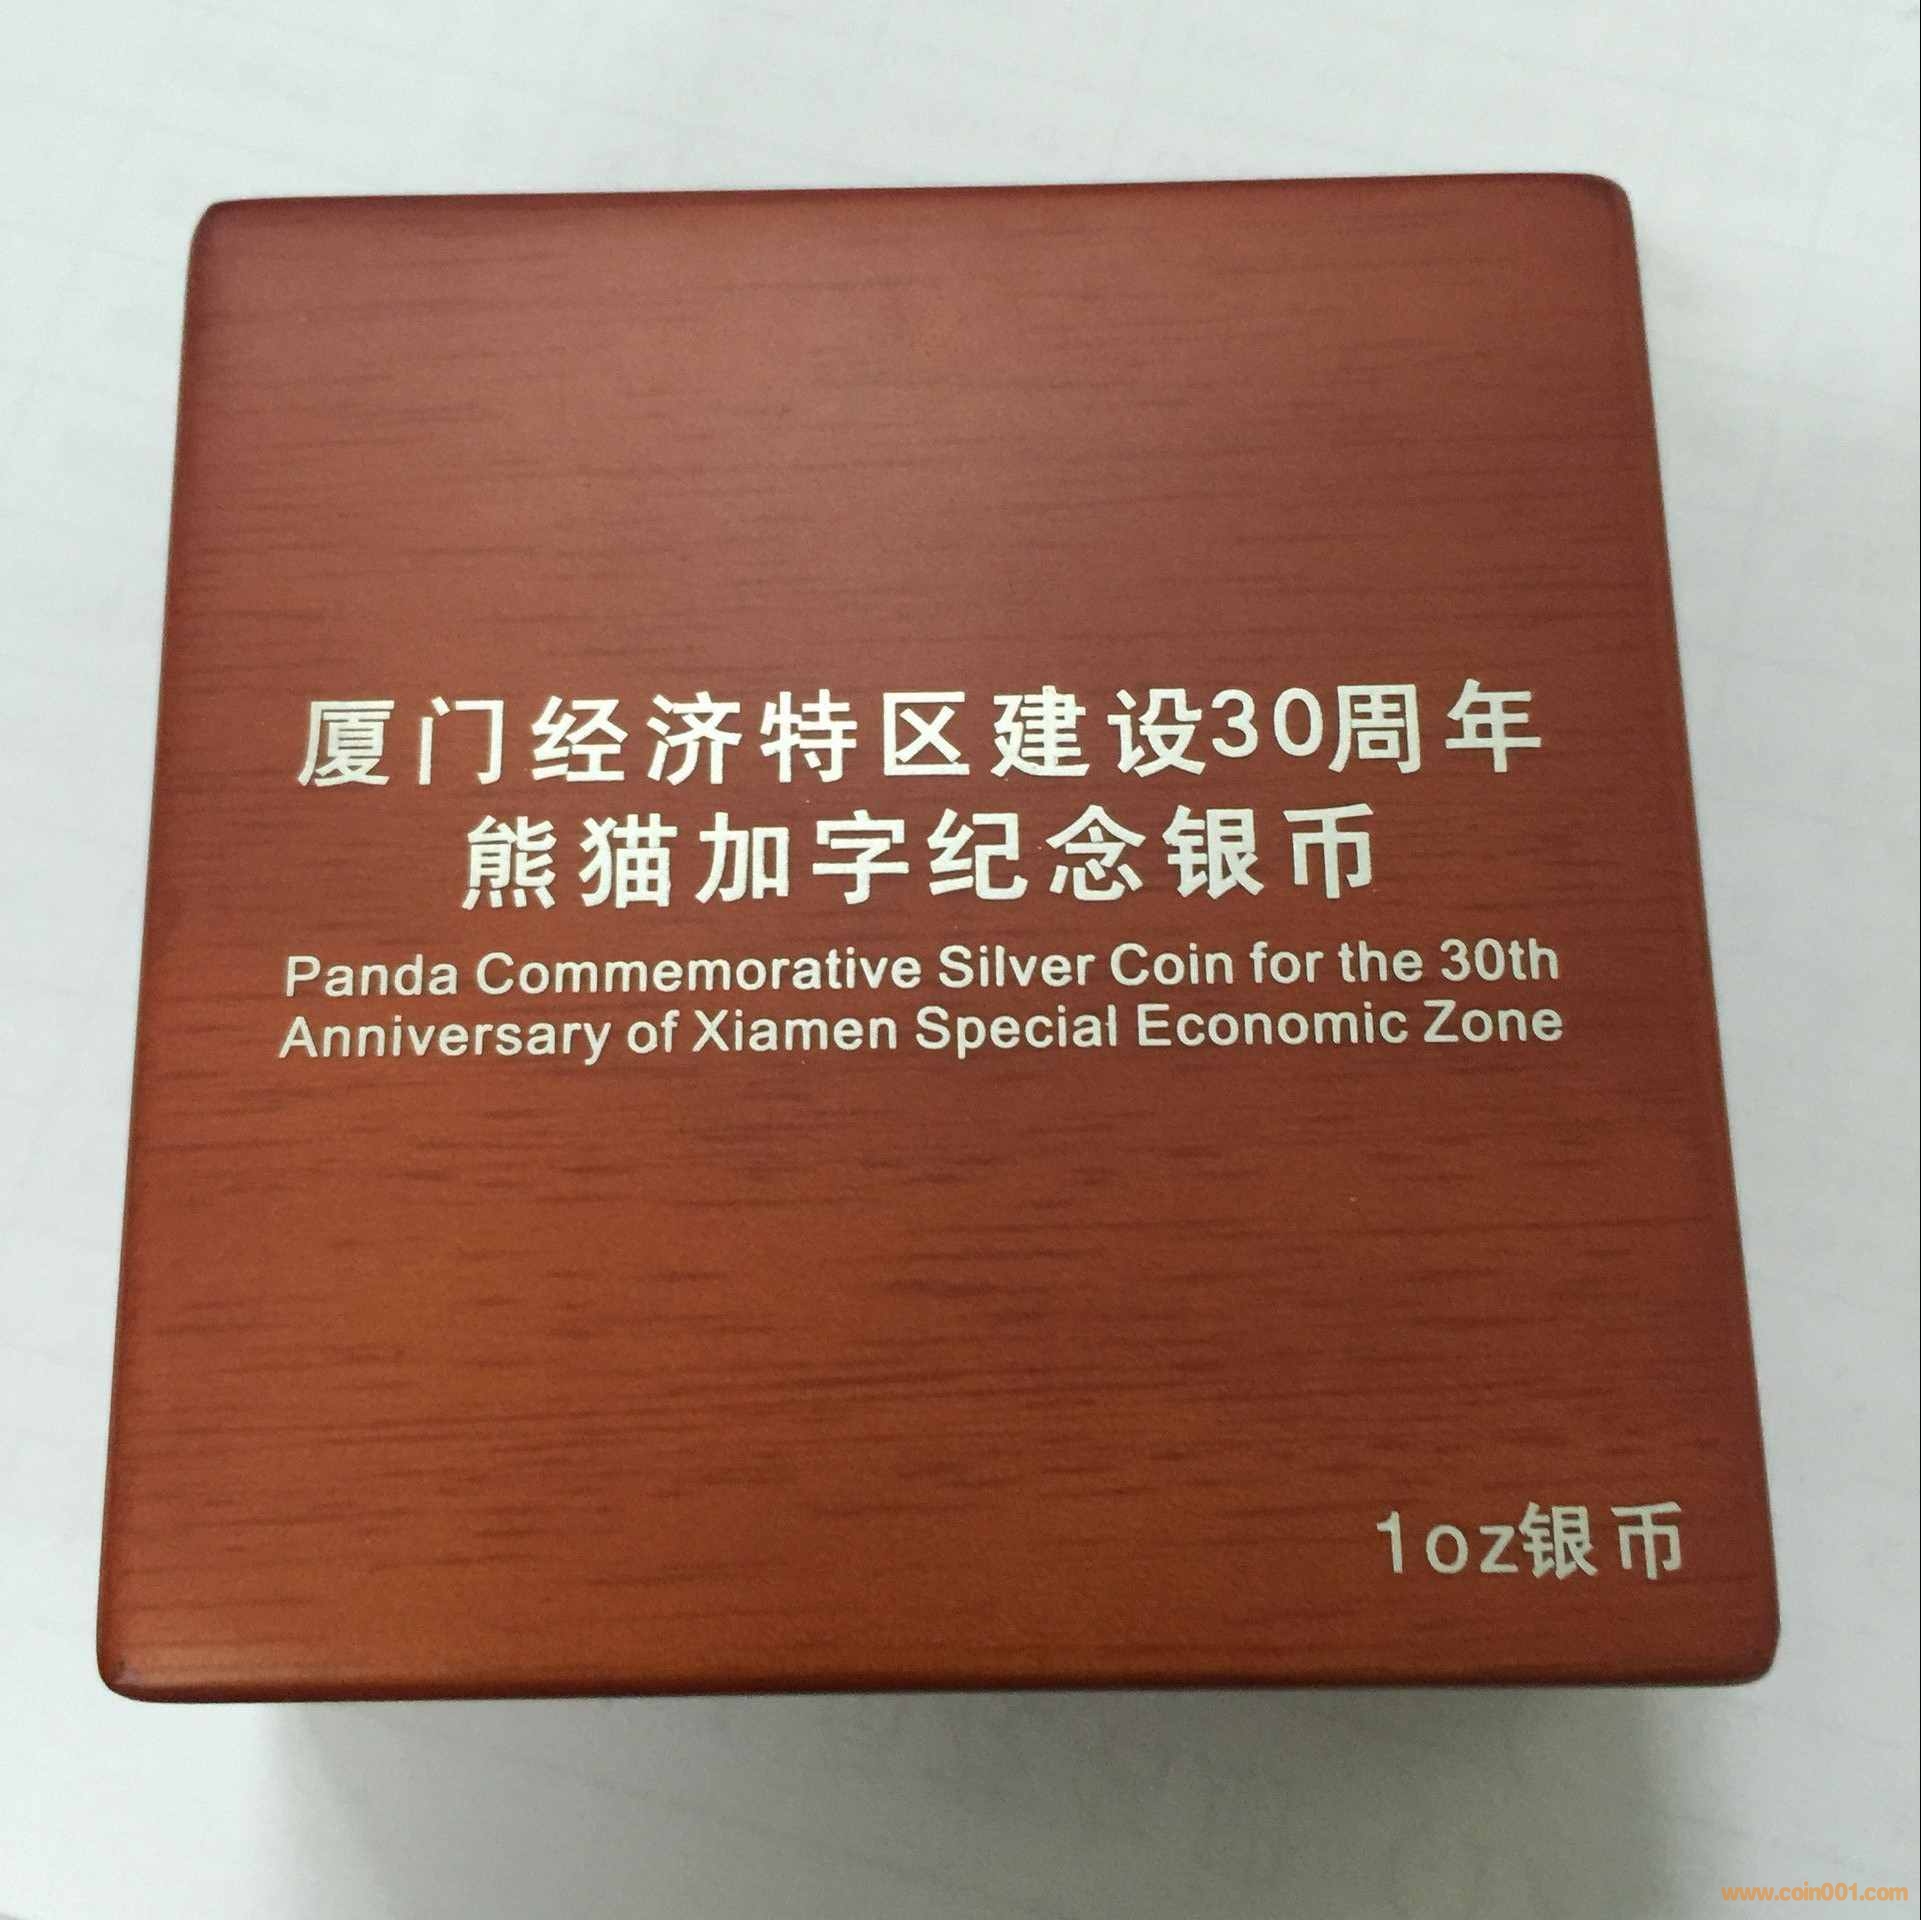 厦门经济特区建设30周年
熊猫加字纪念银币
Panda Commemorative Silver Coin for the 30th
Anniversary of Xiamen Special Economic Zone
1oz银币
www.coin001.com